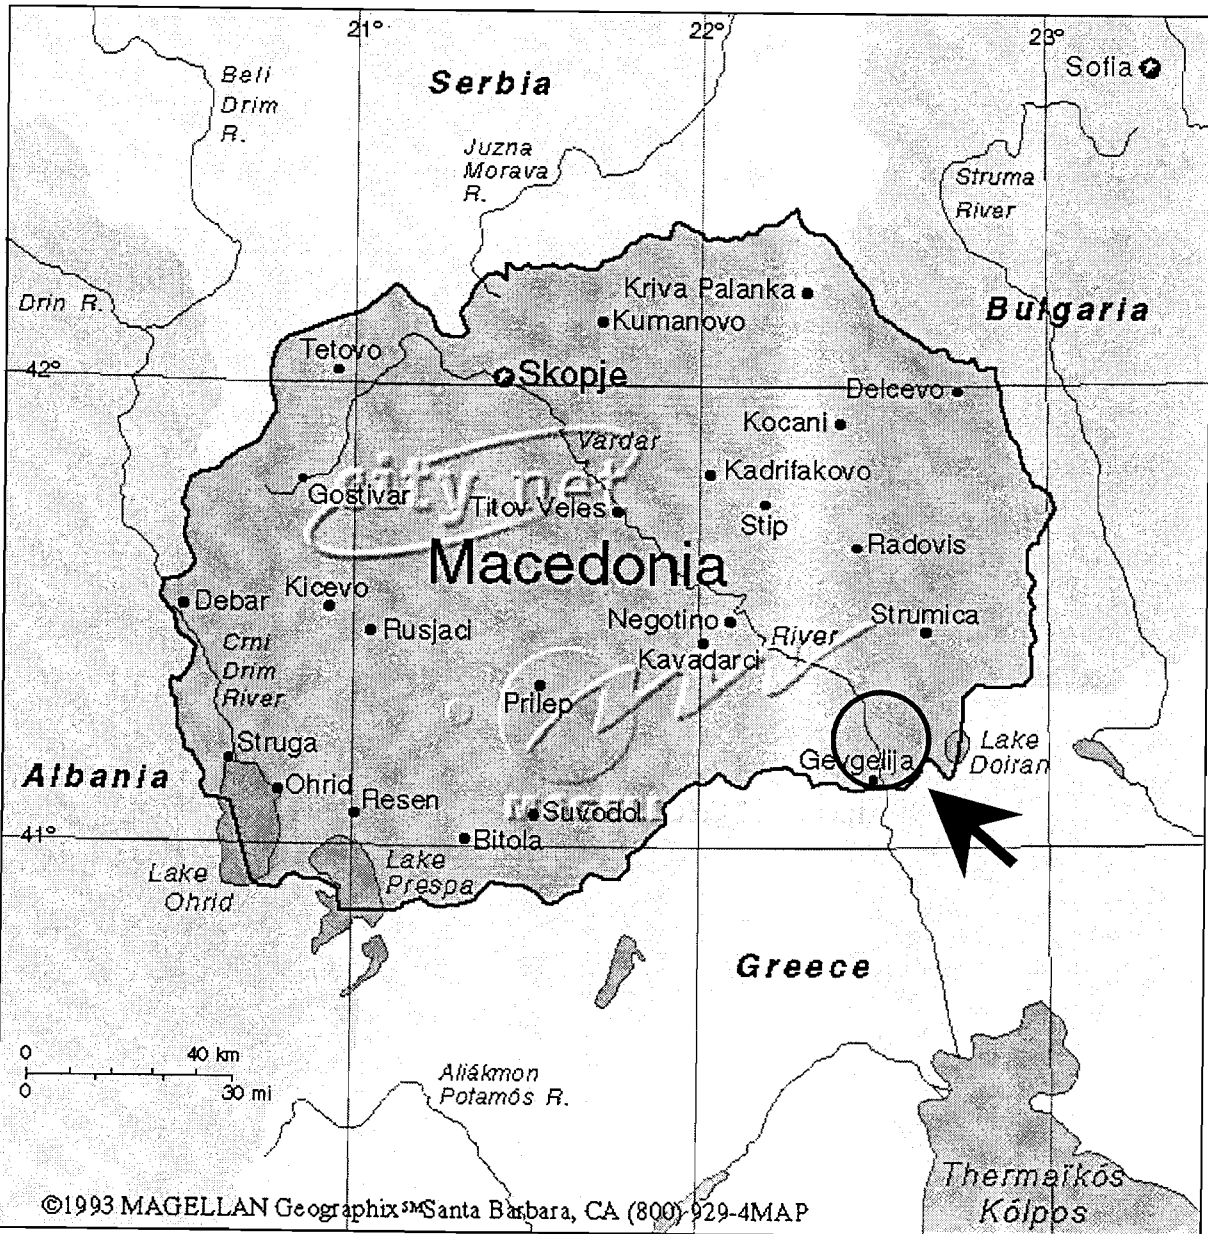 21°
22°
23°
Sofia
Beli
Drim
R.
Serbia
Juzna
Morava
R.
Struma
River
Drin R.
Kriva Palanka
Bulgaria
Kumanovo
Tetovo
42°
Skopje
Delcevo
Kocani
Vardar
Kadrifakovo
city.net
Gostivar
Titov Veles
Stip
Macedonia
Radovis
Kicevo
Debar
Negotino
Strumica
Rusjaci
River
Kavadarci
Crni
Drim
River
Prilep
Struga
Lake
Doiran
Gevgelija
Albania
Ohrid
Resen
Suvodol
41°
Bitola
Lake
Prespa
Lake
Ohrid
Greece
0 40 km
0 30 mi
Aliákmon
Potamós R.
Thermaïkós
Kólpos
©1993 MAGELLAN Geographix℠Santa Barbara, CA (800) 929-4MAP